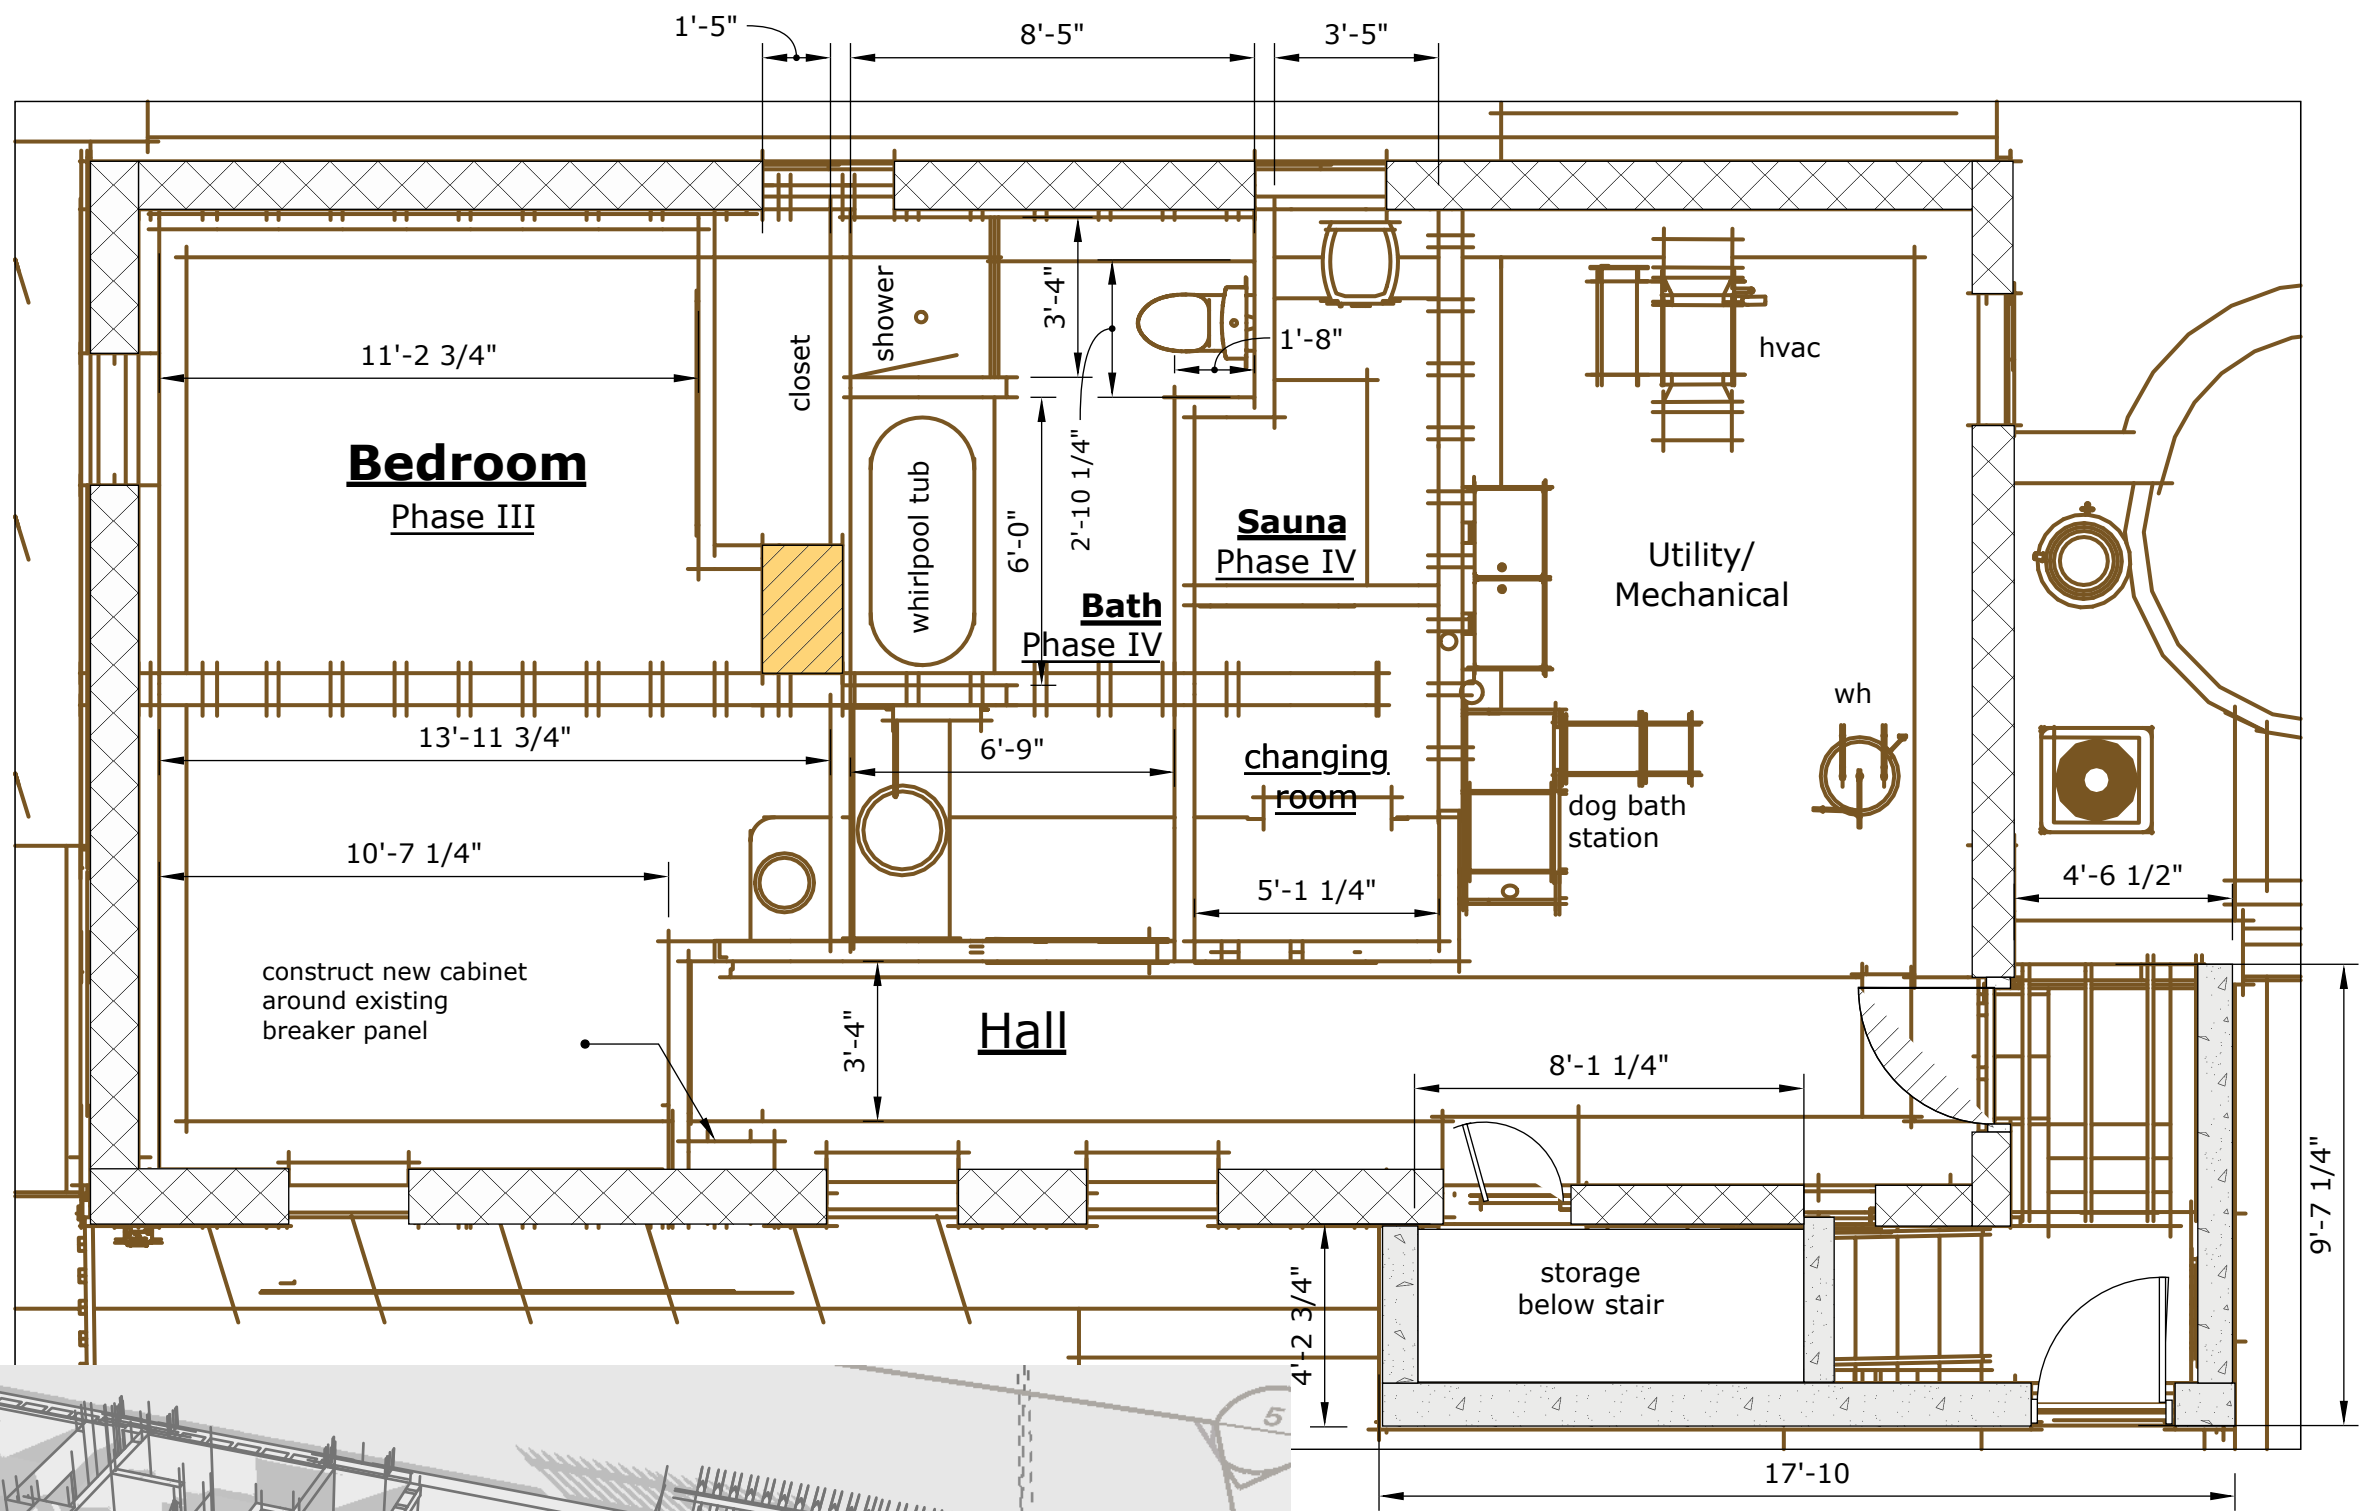 1'-5"
8'-5"
3'-5"
shower
3'-4"
1'-8"
hvac
11'-2 3/4"
closet
Bedroom
Phase III
whirlpool tub
6'-0"
2'-10 1/4"
Sauna
Phase IV
Utility/
Mechanical
Bath
Phase IV
wh
13'-11 3/4"
6'-9"
changing
room
dog bath
station
10'-7 1/4"
5'-1 1/4"
4'-6 1/2"
construct new cabinet
around existing
breaker panel
Hall
3'-4"
8'-1 1/4"
9'-7 1/4"
storage
below stair
4'-2 3/4"
5
17'-10